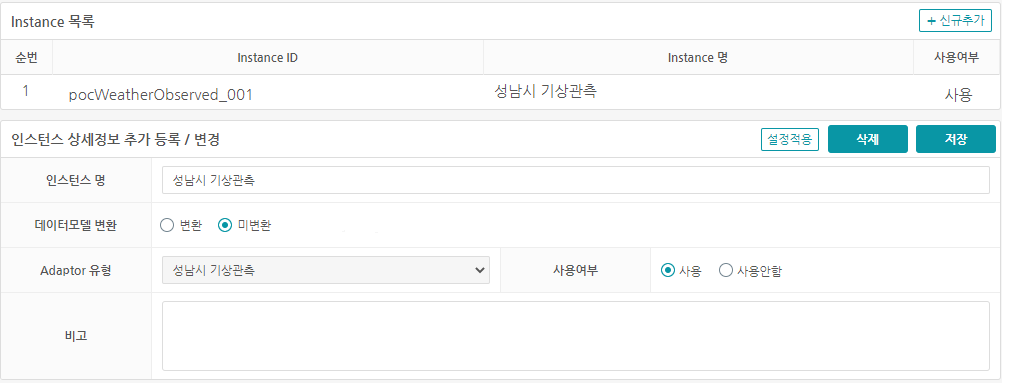 Instance 목록
+ 신규추가
순번 Instance ID Instance 명 사용여부
1 pocWeatherObserved_001 성남시 기상관측 사용
인스턴스 상세정보 추가 등록 / 변경
설정적용 삭제 저장
인스턴스 명 성남시 기상관측
데이터모델 변환 변환 미변환
Adaptor 유형 성남시 기상관측 사용여부 사용 사용안함
비고